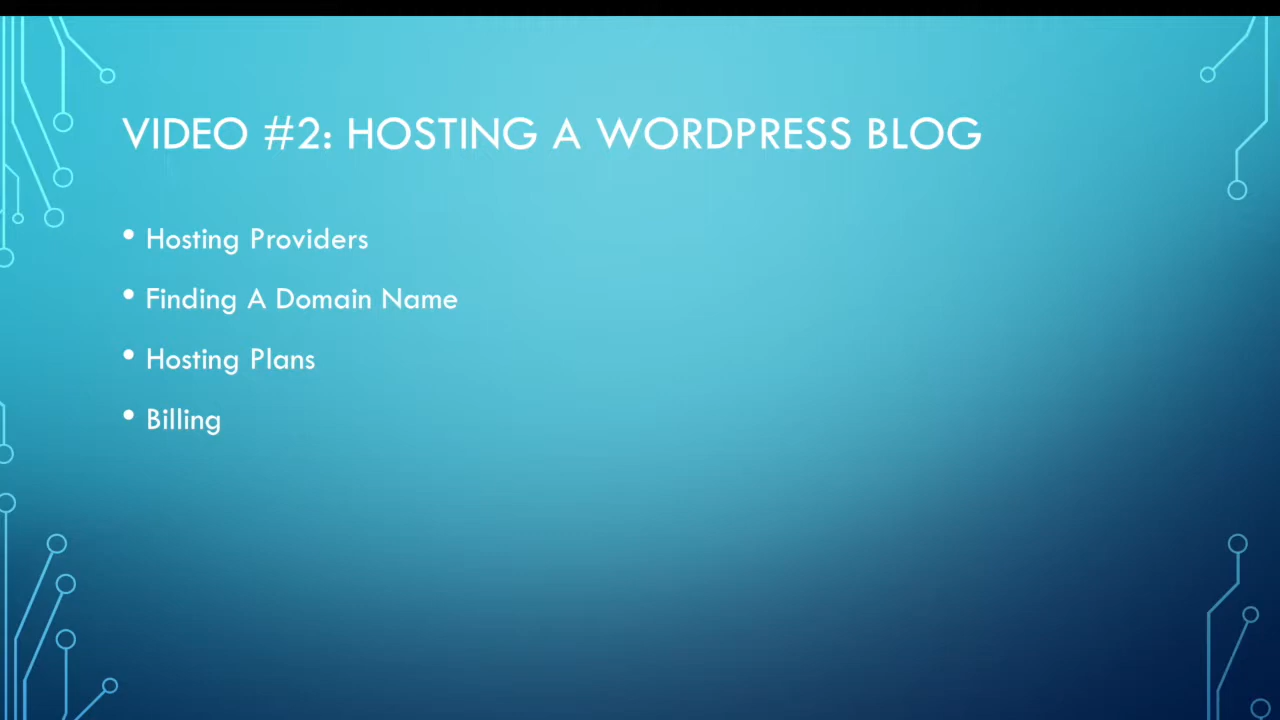 VIDEO #2: HOSTING A WORDPRESS BLOG
• Hosting Providers
• Finding A Domain Name
• Hosting Plans
• Billing